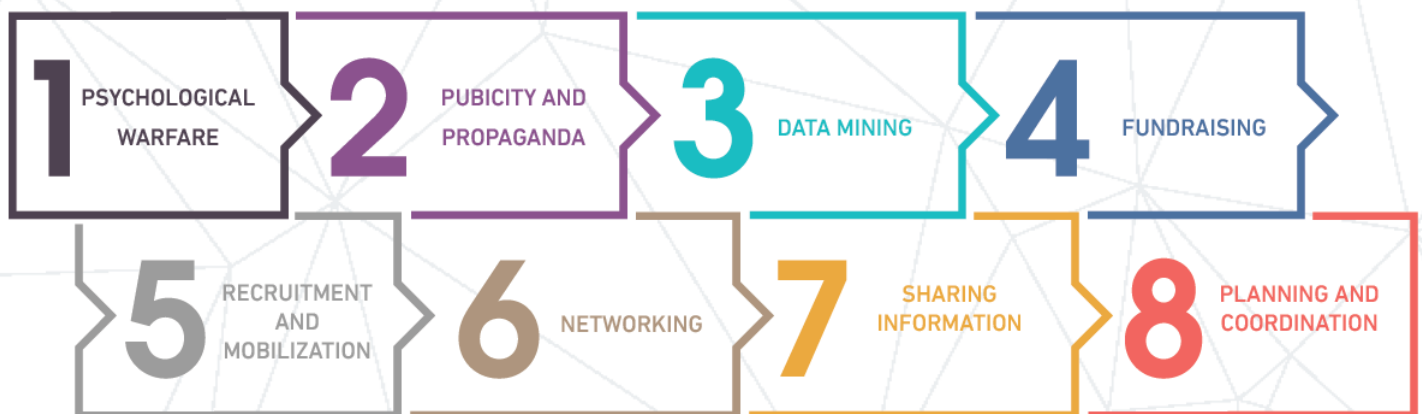 1
PSYCHOLOGICAL
WARFARE
2
PUBICITY AND
PROPAGANDA
3
DATA MINING
4
FUNDRAISING
5
RECRUITMENT
AND
MOBILIZATION
6
NETWORKING
7
SHARING
INFORMATION
8
PLANNING AND
COORDINATION